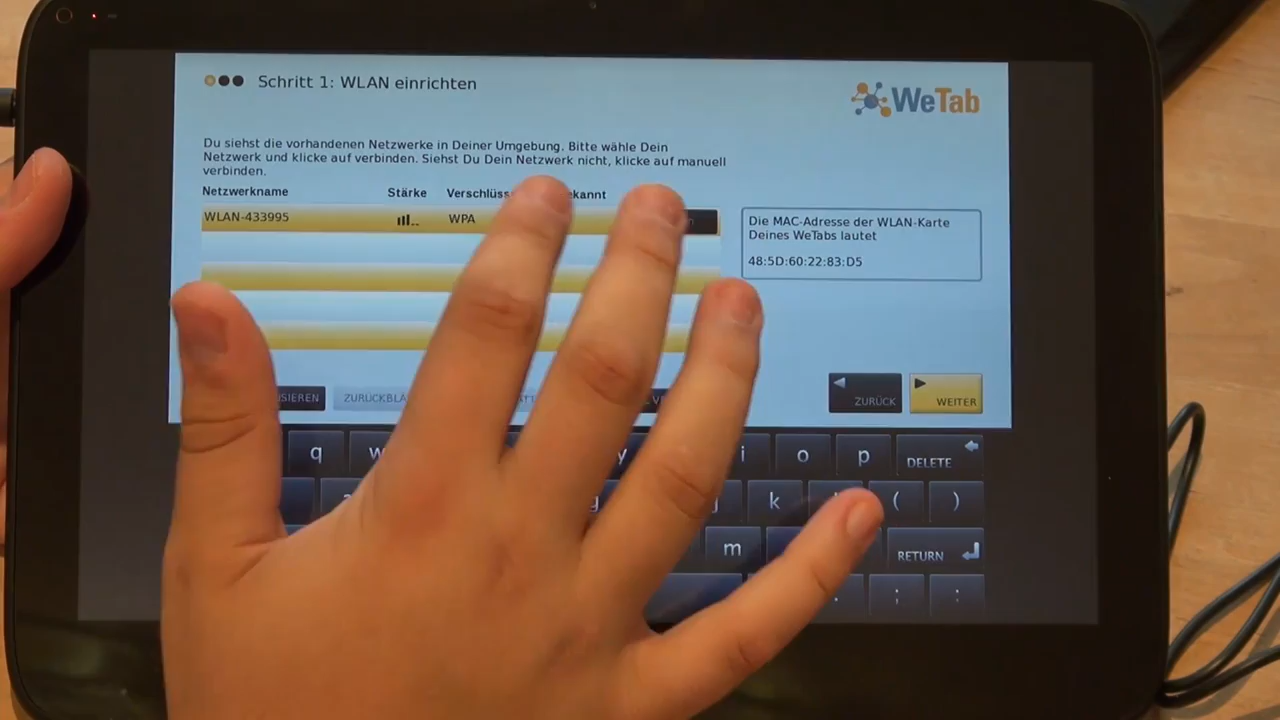 Schritt 1: WLAN einrichten
WeTab
Du siehst die vorhandenen Netzwerke in Deiner Umgebung. Bitte wähle Dein
Netzwerk und klicke auf verbinden. Siehst Du Dein Netzwerk nicht, klicke auf manuell
verbinden.
Netzwerkname Stärke
WLAN-433995 WPA
Die MAC-Adresse der WLAN-Karte
Deines WeTabs lautet
48:5D:60:22:83:D5
ZURÜCK WEITER
q w y i o p DELETE
k ( )
m RETURN
. ; :